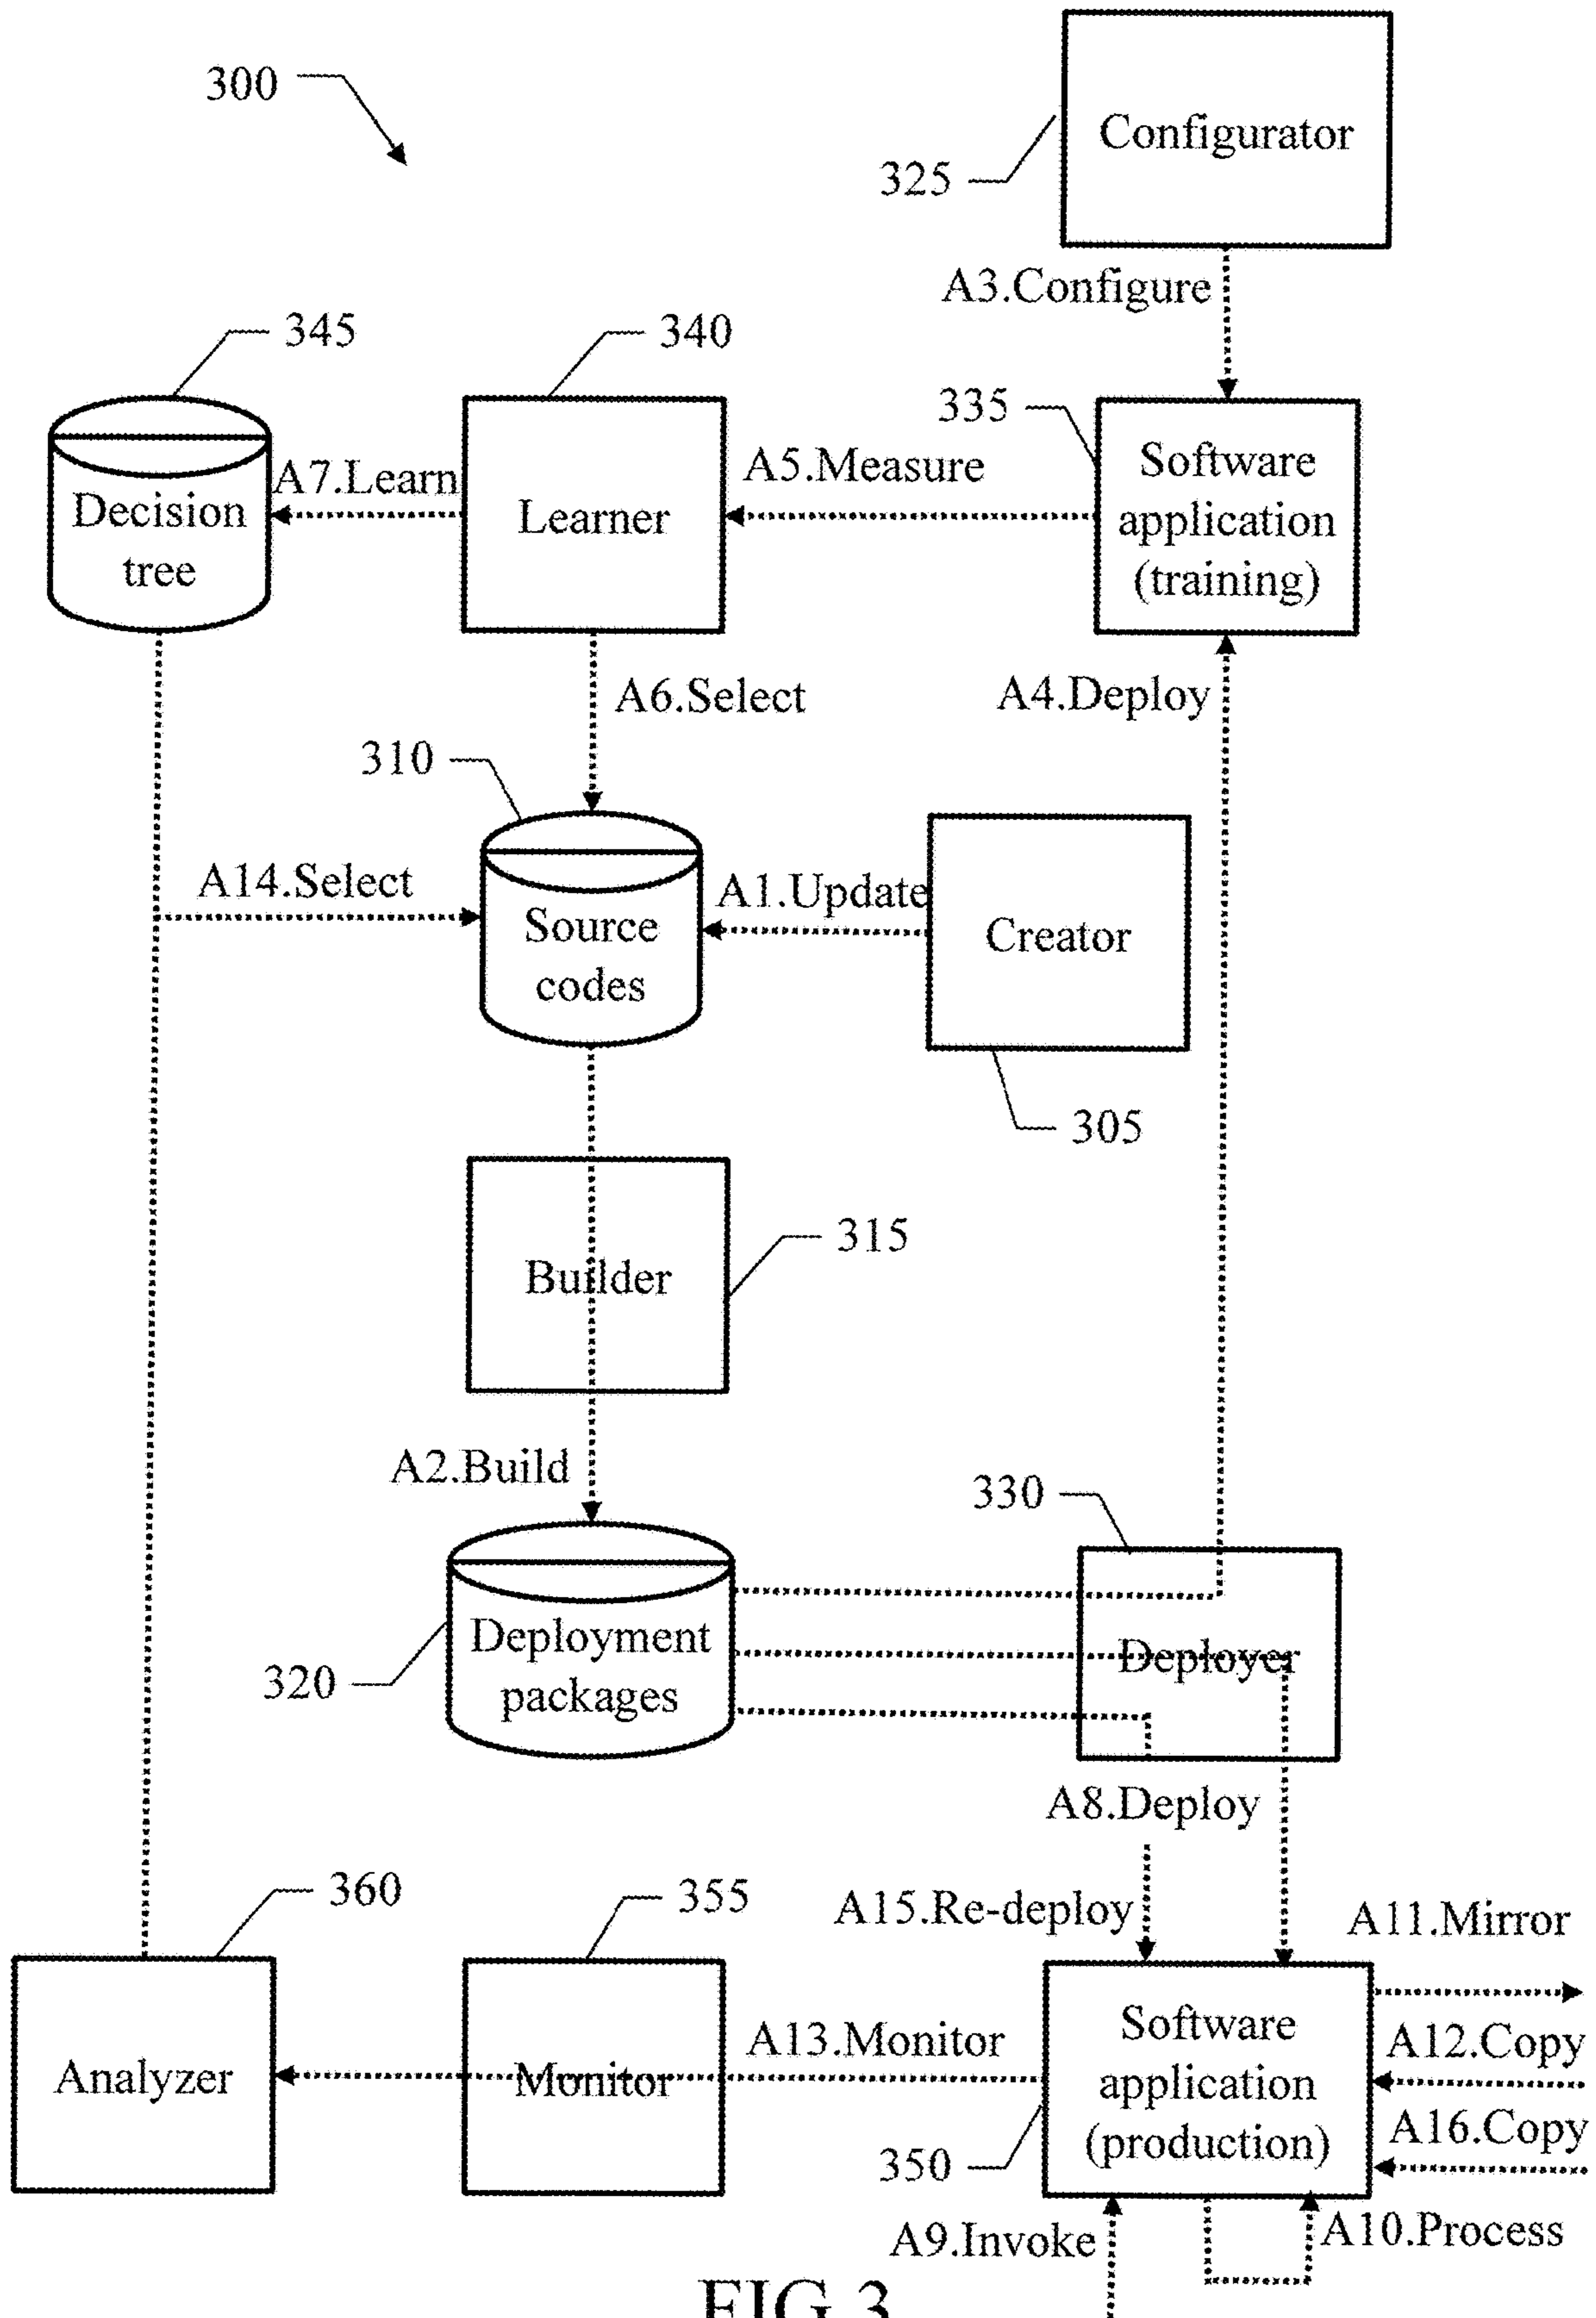 300
Configurator
325
A3.Configure
345
340
335
Software
application
(training)
A7.Learn
A5.Measure
Decision
tree
Learner
A6.Select
A4.Deploy
310
A14.Select
A1.Update
Source
codes
Creator
305
315
Builder
A2.Build
330
Deployment
packages
Deployer
320
A8.Deploy
360
355
A15.Re-deploy
A11.Mirror
Software
application
(production)
A13.Monitor
A12.Copy
Analyzer
Monitor
A16.Copy
350
A9.Invoke
A10.Process
FIG.3